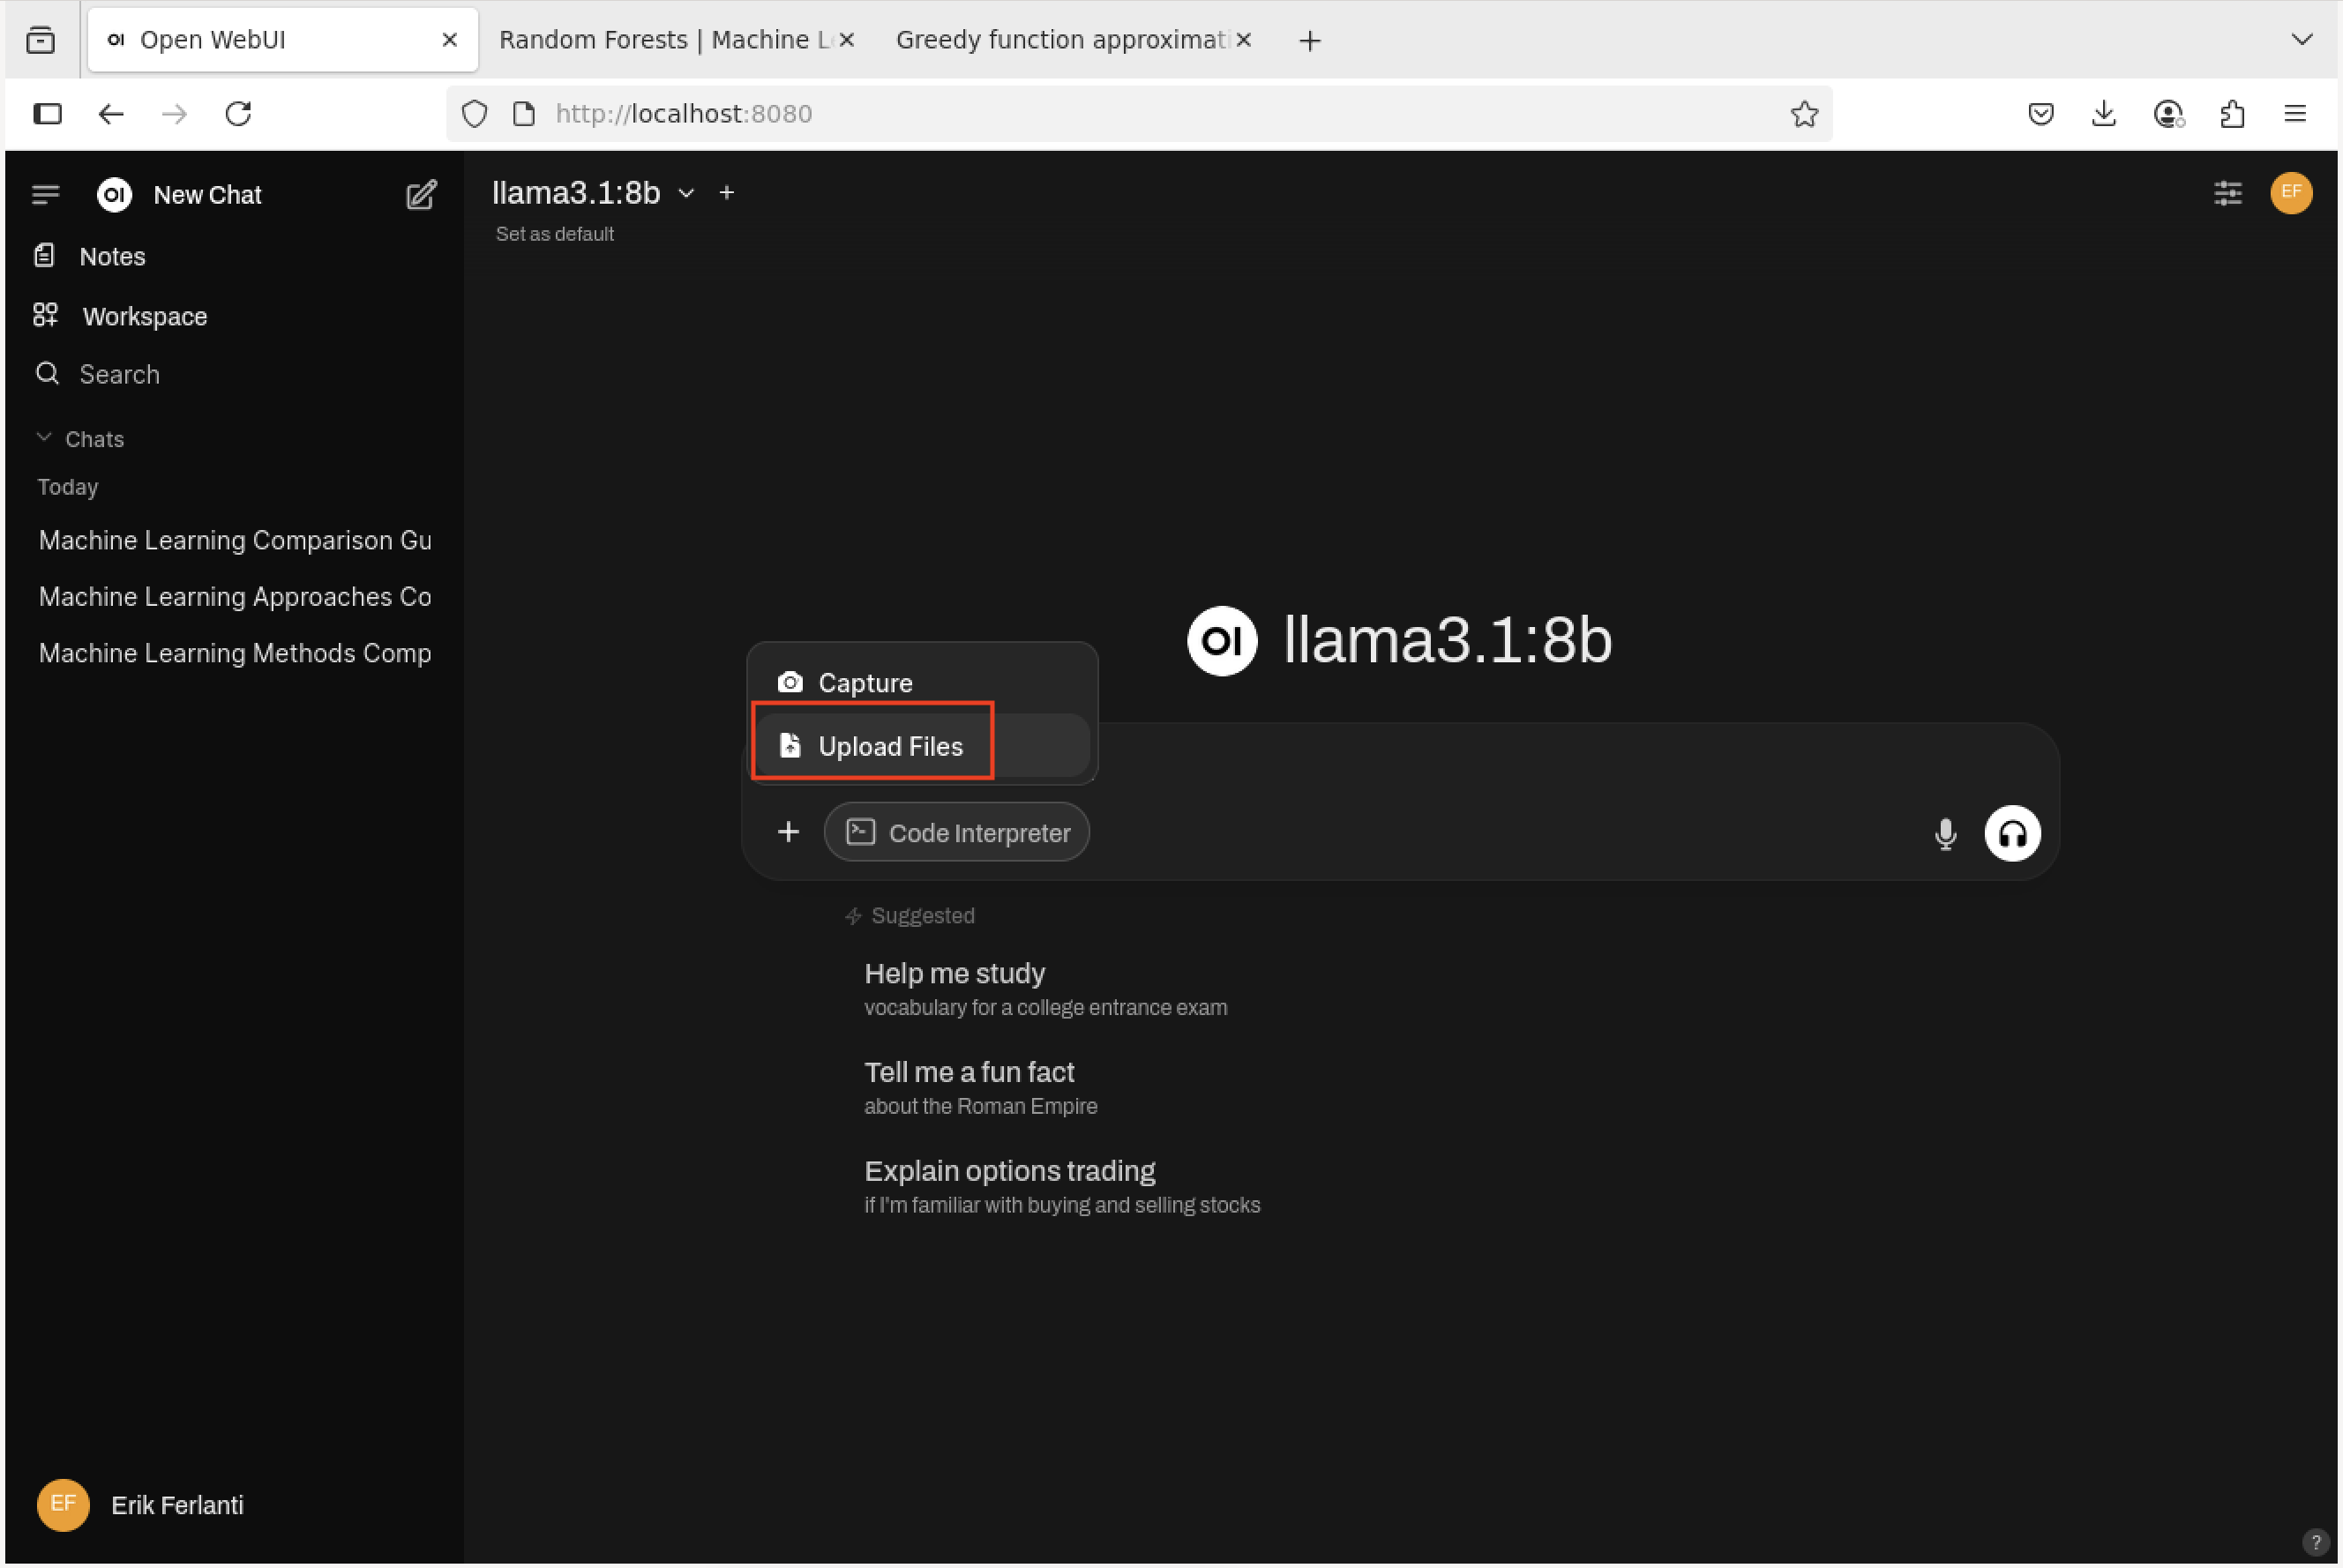 OI Open WebUI
Random Forests | Machine Le
Greedy function approximati
http://localhost:8080
OI New Chat
Notes
Workspace
Search
Chats
Today
Machine Learning Comparison Gu
Machine Learning Approaches Co
Machine Learning Methods Comp
EF Erik Ferlanti
llama3.1:8b
Set as default
EF
OI llama3.1:8b
Capture
Upload Files
Code Interpreter
Suggested
Help me study
vocabulary for a college entrance exam
Tell me a fun fact
about the Roman Empire
Explain options trading
if I'm familiar with buying and selling stocks
?